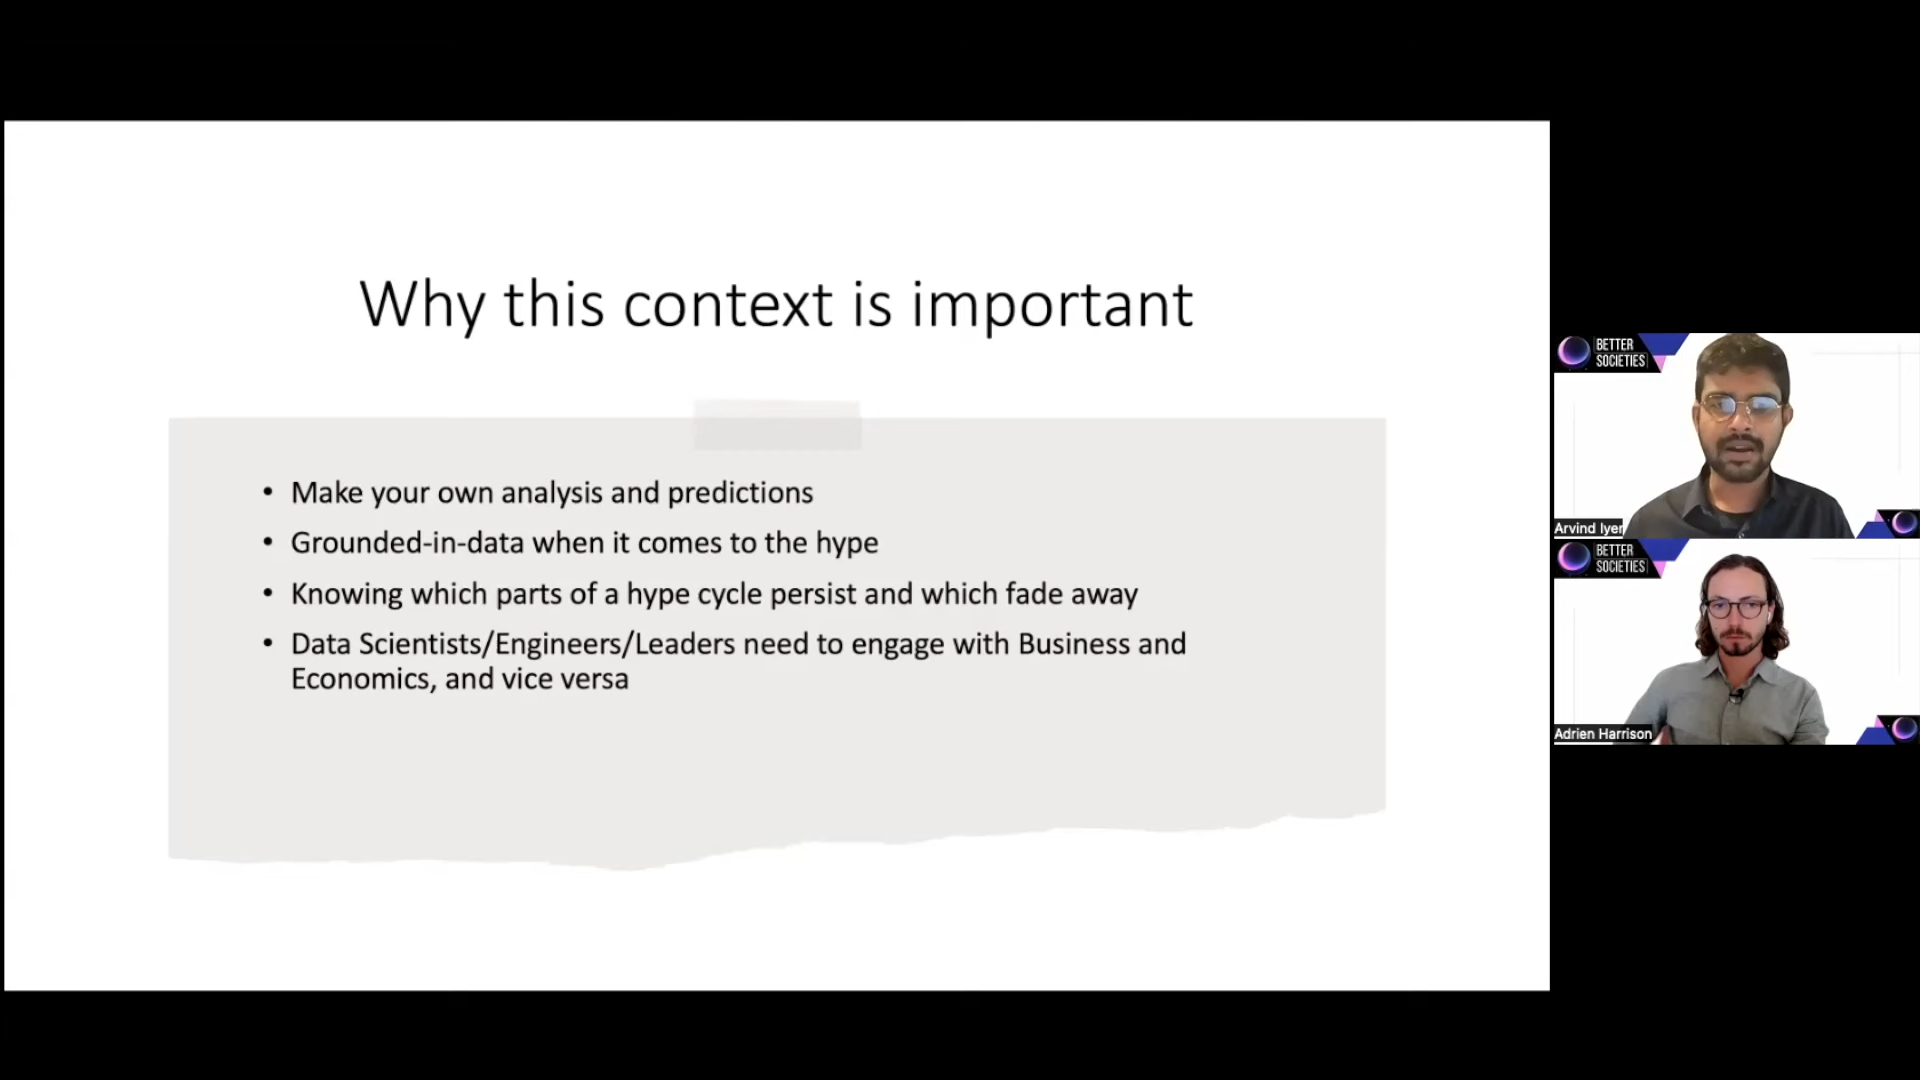 Why this context is important
• Make your own analysis and predictions
• Grounded-in-data when it comes to the hype
• Knowing which parts of a hype cycle persist and which fade away
• Data Scientists/Engineers/Leaders need to engage with Business and
Economics, and vice versa
BETTER
SOCIETIES
Arvind Iyer
BETTER
SOCIETIES
Adrien Harrison